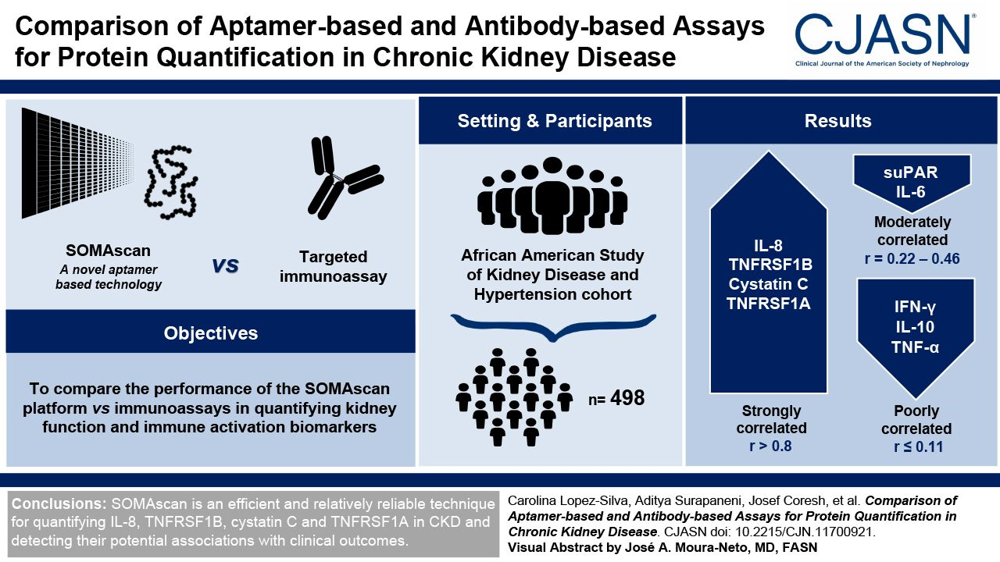 Comparison of Aptamer-based and Antibody-based Assays
for Protein Quantification in Chronic Kidney Disease
CJASN®
Clinical Journal of the American Society of Nephrology
SOMAscan
A novel aptamer
based technology
vs
Targeted
immunoassay
Objectives
To compare the performance of the SOMAscan
platform vs immunoassays in quantifying kidney
function and immune activation biomarkers
Setting & Participants
African American Study
of Kidney Disease and
Hypertension cohort
n= 498
Results
IL-8
TNFRSF1B
Cystatin C
TNFRSF1A
Strongly
correlated
r > 0.8
suPAR
IL-6
Moderately
correlated
r = 0.22 – 0.46
IFN-γ
IL-10
TNF-α
Poorly
correlated
r ≤ 0.11
Conclusions: SOMAscan is an efficient and relatively reliable technique
for quantifying IL-8, TNFRSF1B, cystatin C and TNFRSF1A in CKD and
detecting their potential associations with clinical outcomes.
Carolina Lopez-Silva, Aditya Surapaneni, Josef Coresh, et al. Comparison of
Aptamer-based and Antibody-based Assays for Protein Quantification in
Chronic Kidney Disease. CJASN doi: 10.2215/CJN.11700921.
Visual Abstract by José A. Moura-Neto, MD, FASN